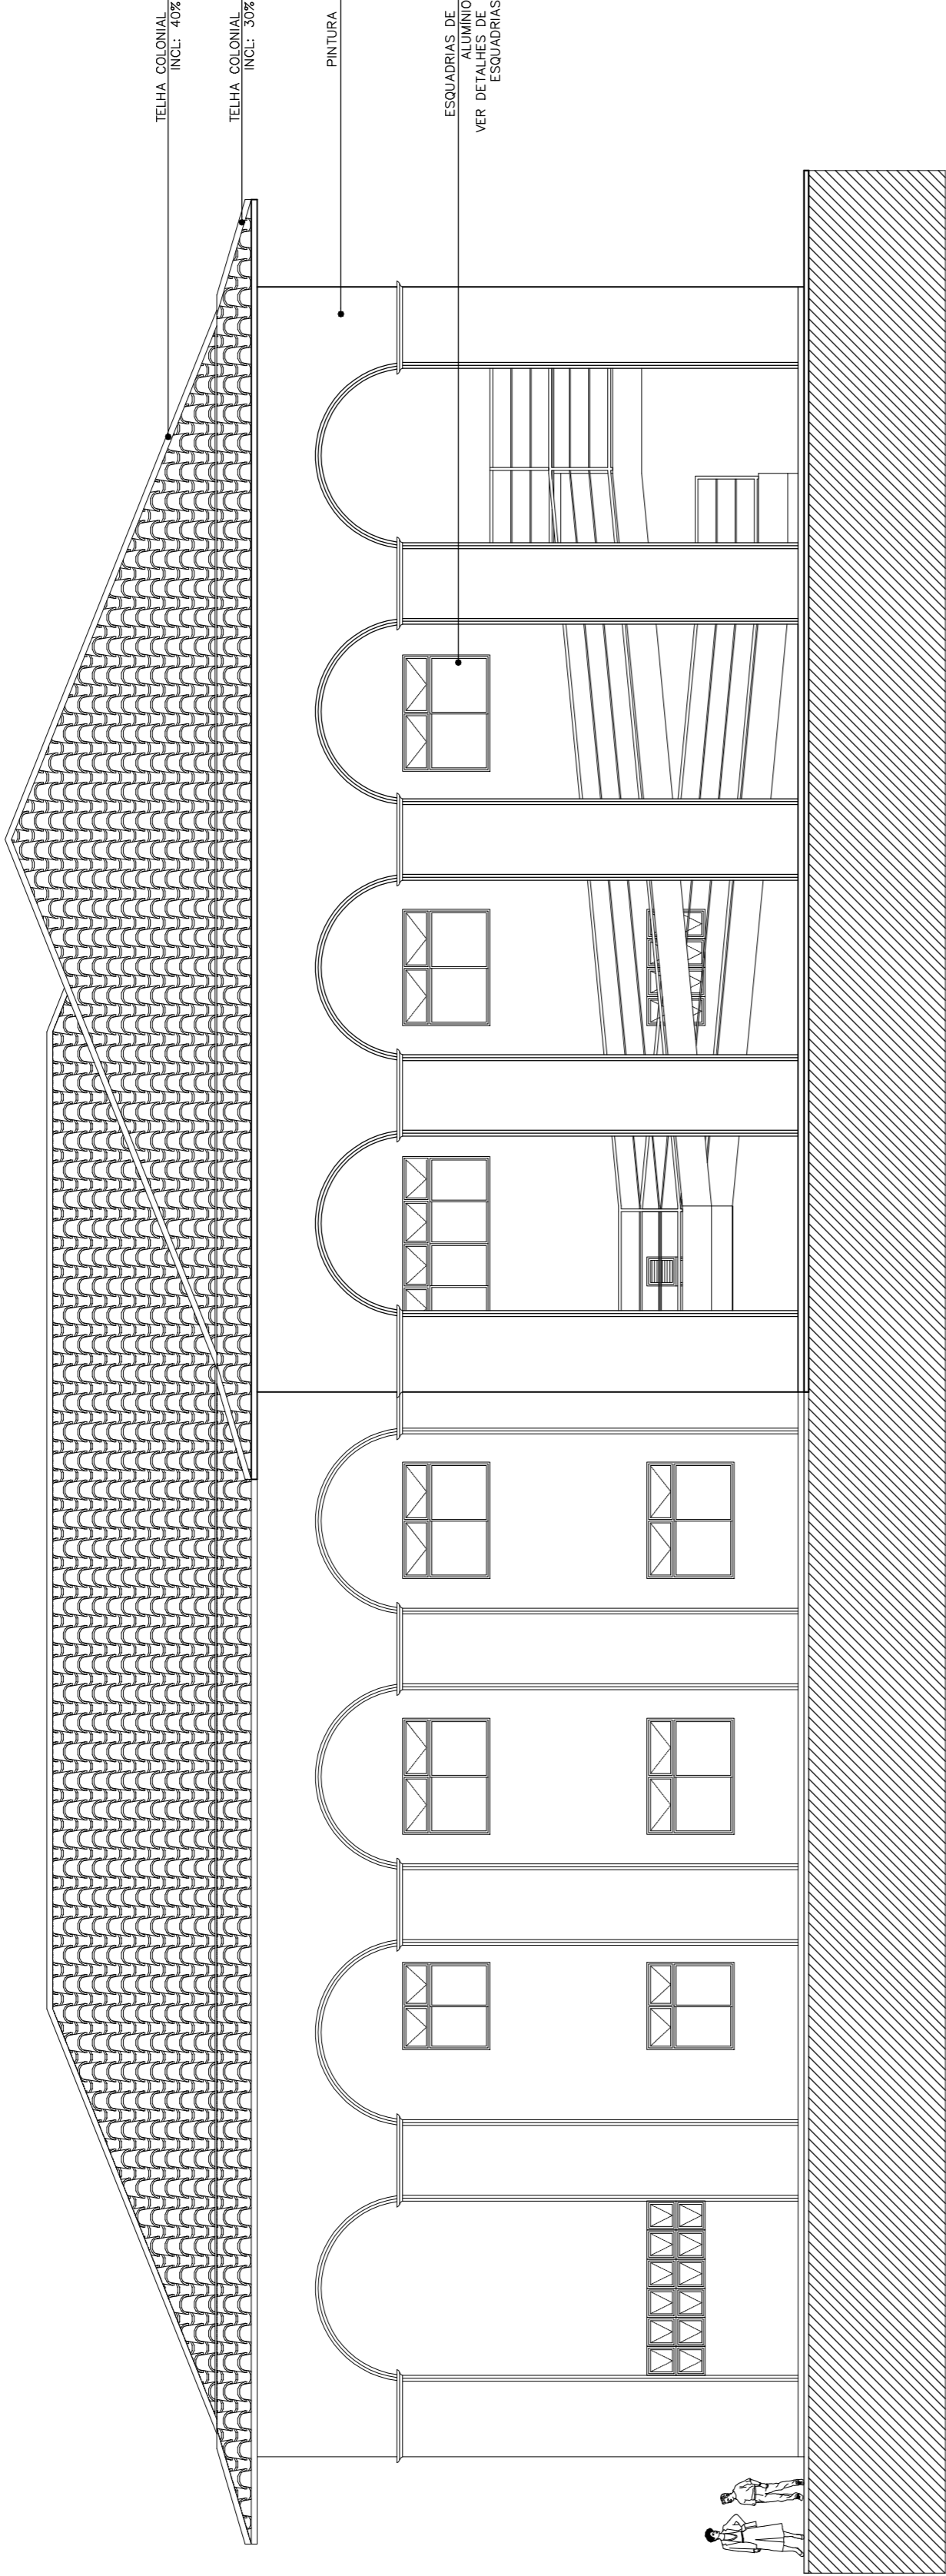 TELHA COLONIAL
INCL: 40%
TELHA COLONIAL
INCL: 30%
PINTURA
ESQUADRIAS DE
ALUMÍNIO
VER DETALHES DE
ESQUADRIAS